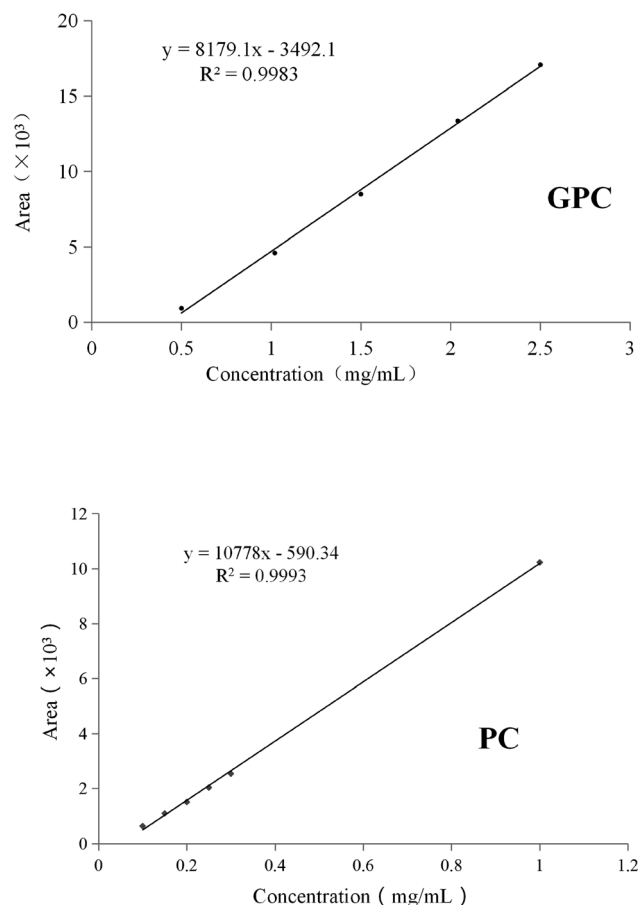 20
y = 8179.1x - 3492.1
R² = 0.9983
15
Area（×10³）
10
GPC
5
0
0 0.5 1 1.5 2 2.5 3
Concentration（mg/mL）
12
y = 10778x - 590.34
R² = 0.9993
10
8
Area ( ×10³ )
6
4
PC
2
0
0 0.2 0.4 0.6 0.8 1 1.2
Concentration ( mg/mL )